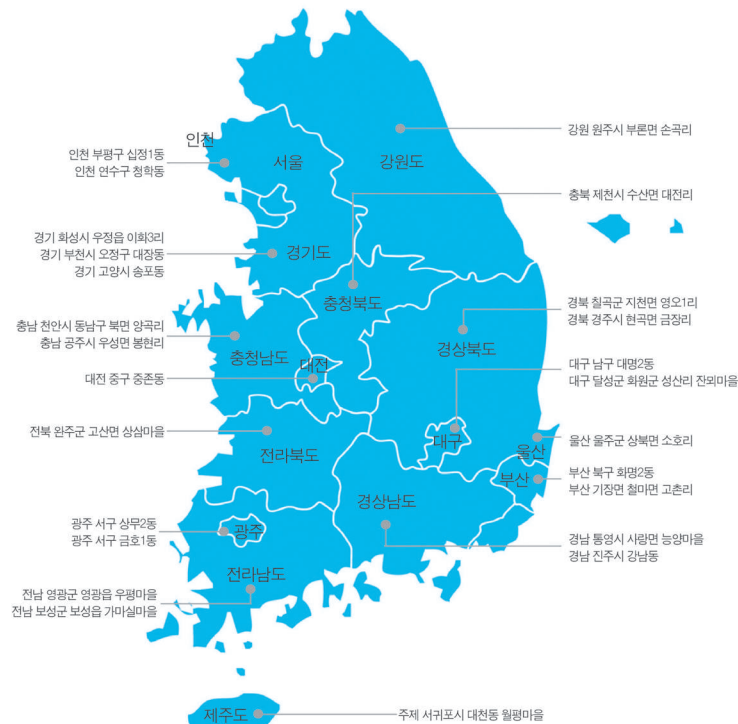 강원 원주시 부론면 손곡리
인천
인천 부평구 십정1동
인천 연수구 청학동
서울
강원도
충북 제천시 수산면 대전리
경기 화성시 우정읍 이화3리
경기 부천시 오정구 대장동
경기 고양시 송포동
경기도
충청북도
경북 칠곡군 지천면 영오1리
경북 경주시 현곡면 금장리
충남 천안시 동남구 북면 양곡리
충남 공주시 우성면 봉현리
충청남도
경상북도
대전
대전 중구 중촌동
대구 남구 대명2동
대구 달성군 화원군 성산리 잔외마을
전북 완주군 고산면 상삼마을
전라북도
대구
울산
울산 울주군 상북면 소호리
부산
부산 북구 화명2동
부산 기장면 철마면 고촌리
경상남도
광주 서구 상무2동
광주 서구 금호1동
광주
경남 통영시 사랑면 능양마을
경남 진주시 강남동
전라남도
전남 영광군 영광읍 우평마을
전남 보성군 보성읍 가마실마을
제주도
주제 서귀포시 대천동 월평마을